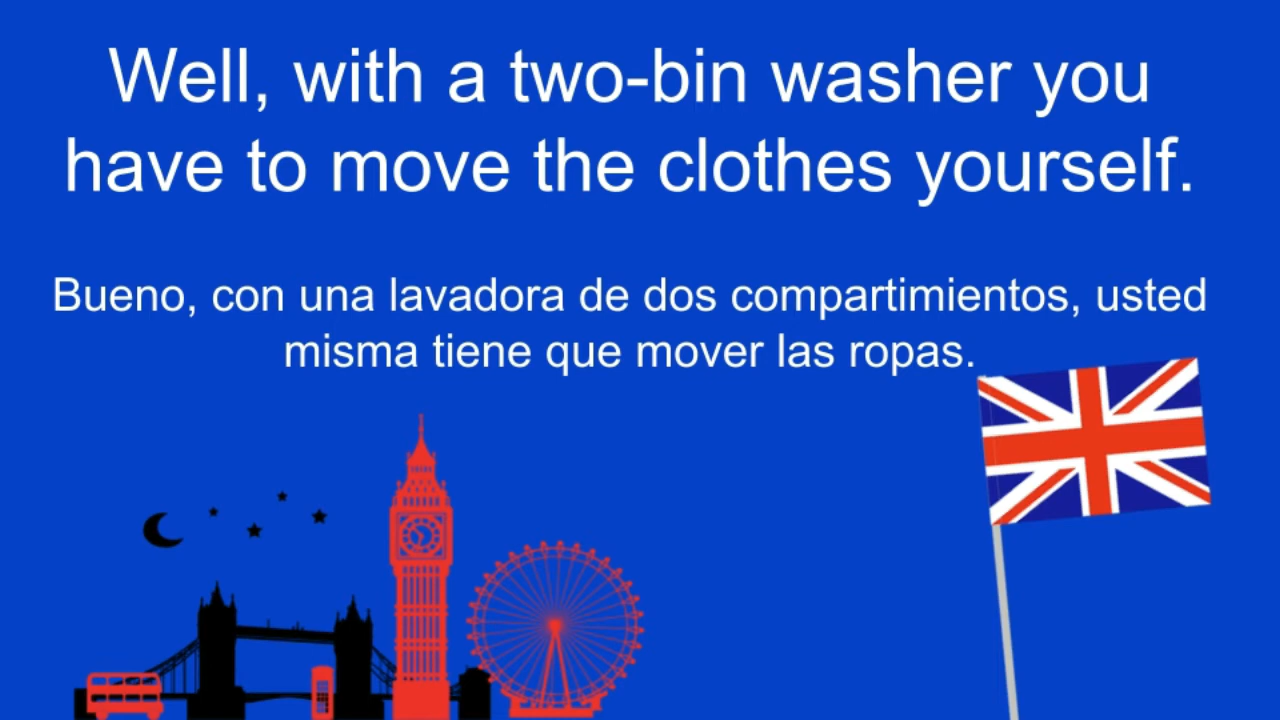 Well, with a two-bin washer you
have to move the clothes yourself.
Bueno, con una lavadora de dos compartimientos, usted
misma tiene que mover las ropas.